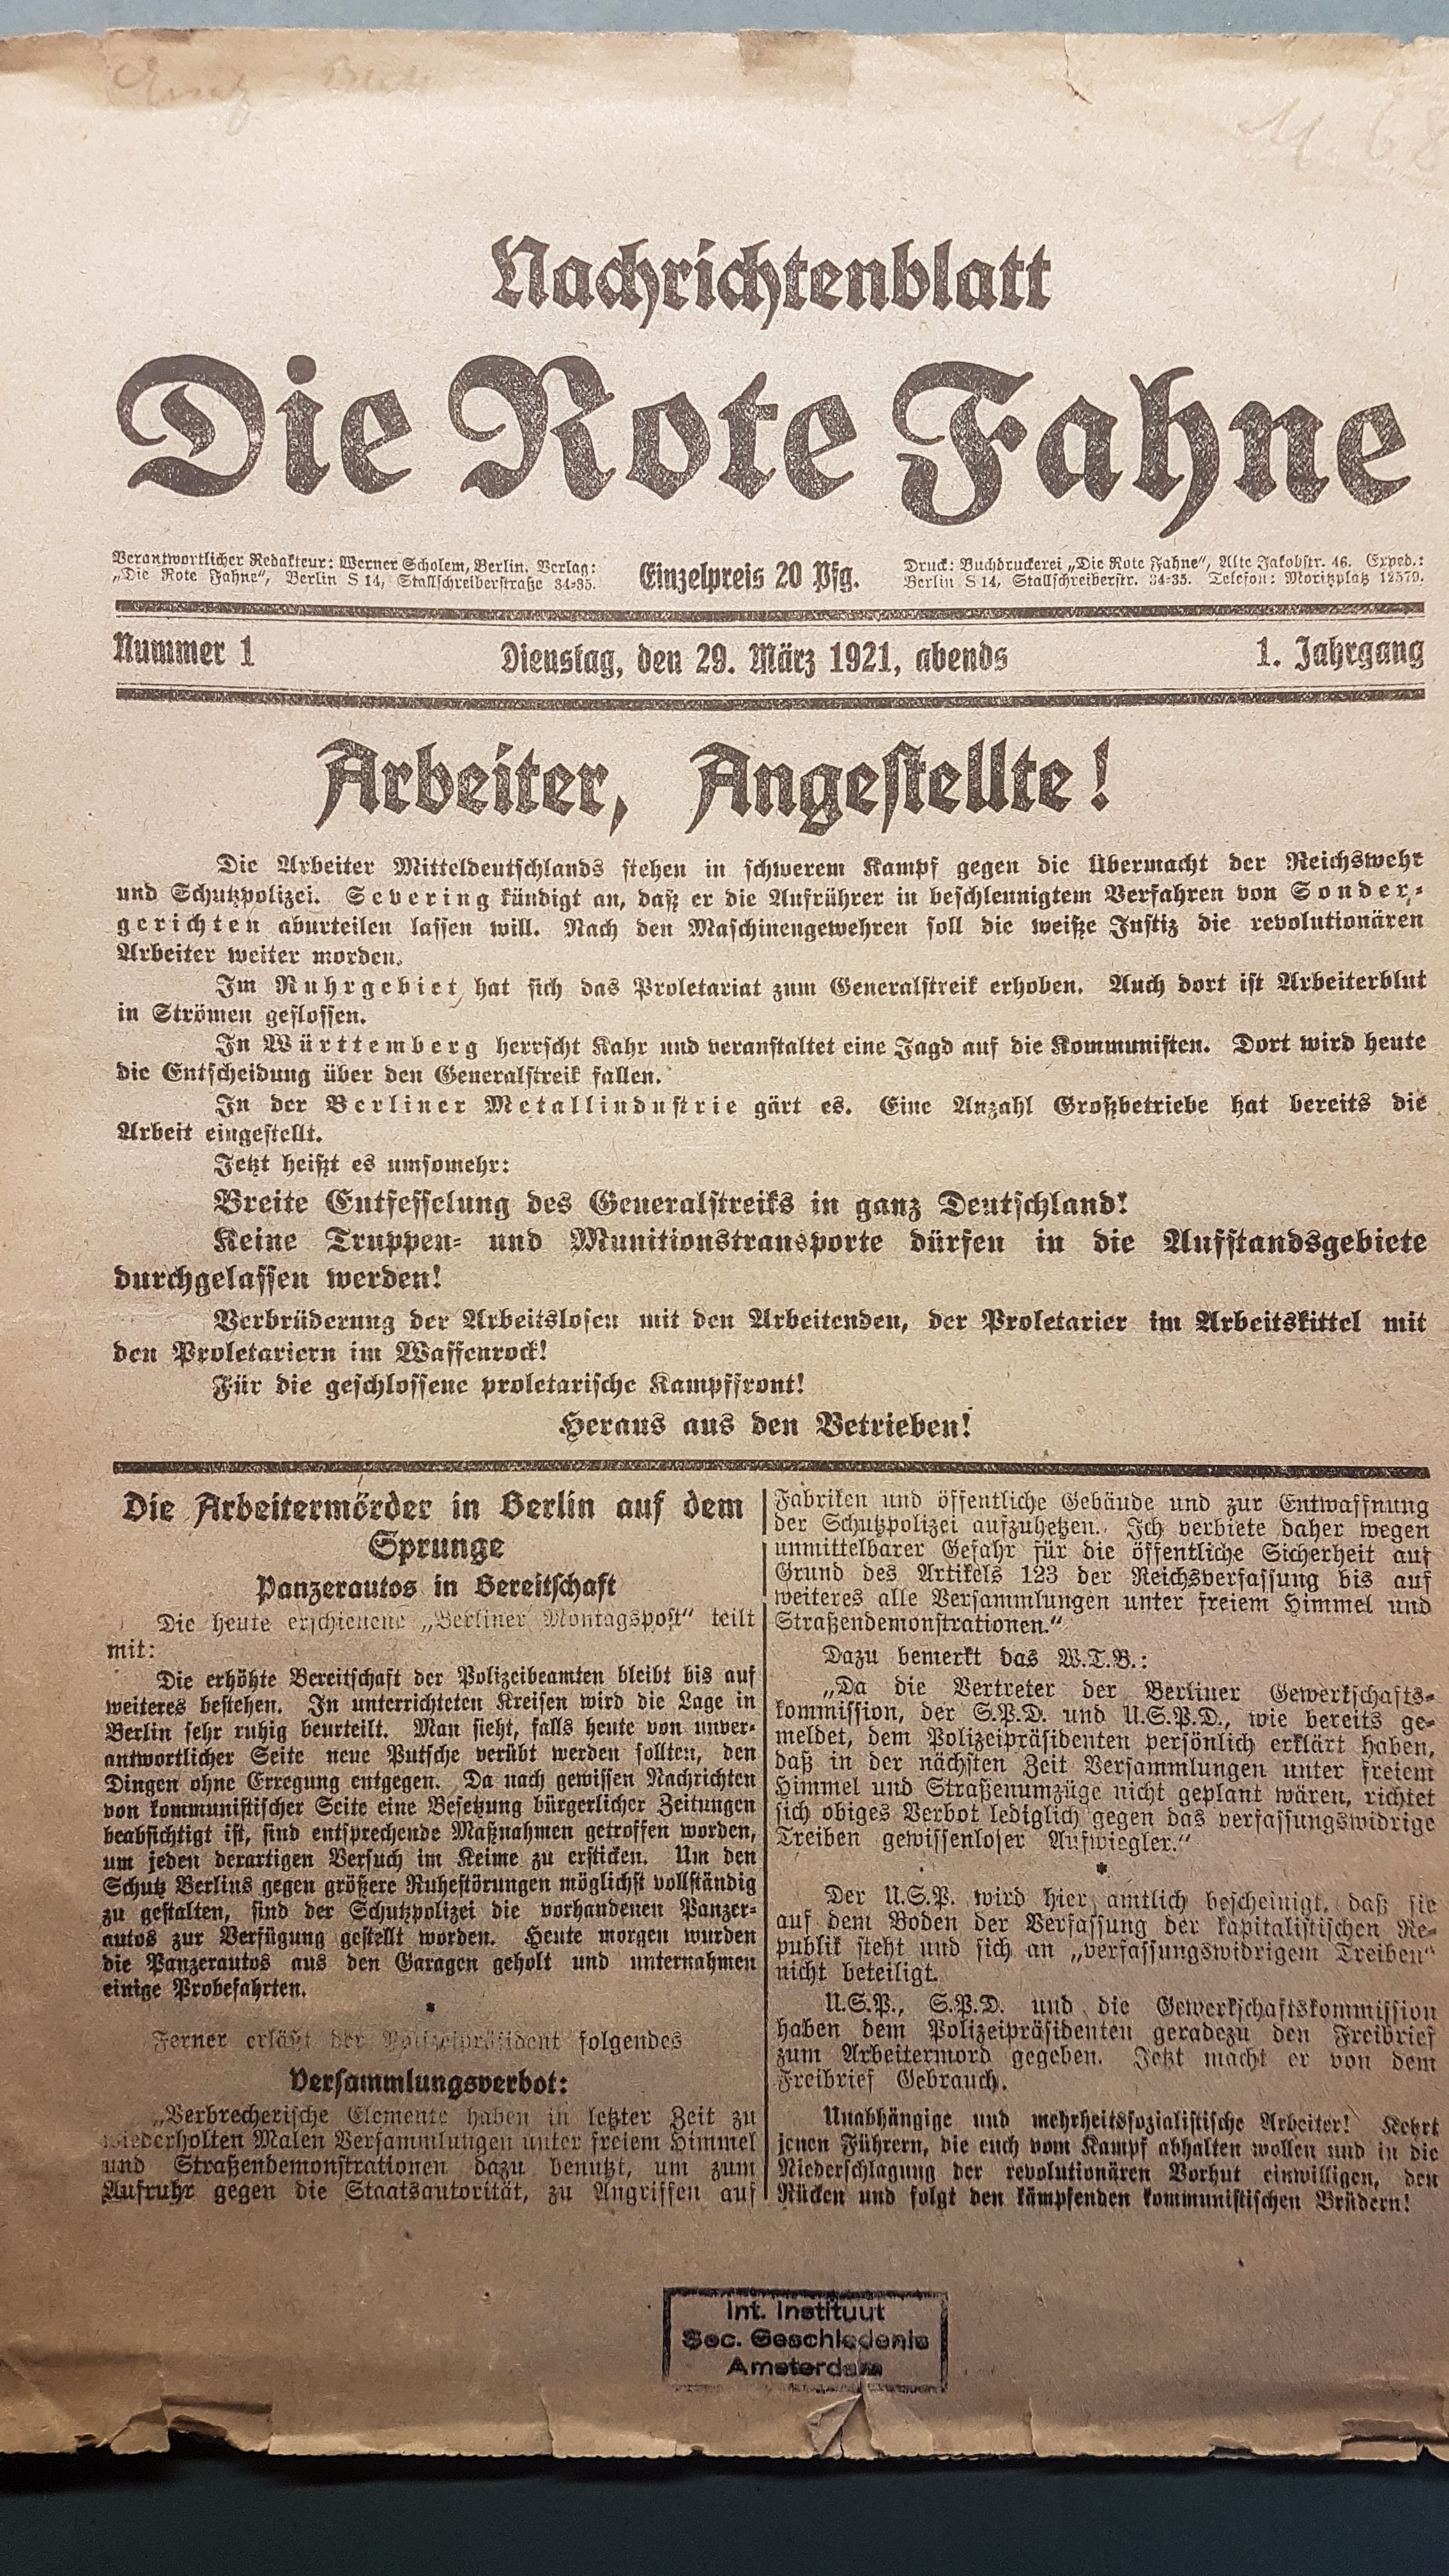 Nachrichtenblatt
Die Rote Fahne
Verantwortlicher Redakteur: Werner Scholem, Berlin. Verlag:
„Die Rote Fahne“, Berlin S 14, Stallschreiberstraße 34-35.
Einzelpreis 20 Pfg.
Druck: Buchdruckerei „Die Rote Fahne“, Alte Jakobstr. 46. Exped.:
Berlin S 14, Stallschreiberstr. 34-35. Telefon: Moritzplatz 12570.
Nummer 1
Dienstag, den 29. März 1921, abends
1. Jahrgang
Arbeiter, Angestellte!
Die Arbeiter Mitteldeutschlands stehen in schwerem Kampf gegen die Übermacht der Reichswehr
und Schutzpolizei. Severing kündigt an, daß er die Aufrührer in beschleunigtem Verfahren von Sonder-
gerichten aburteilen lassen will. Nach den Maschinengewehren soll die weiße Justiz die revolutionären
Arbeiter weiter morden.
Im Ruhrgebiet hat sich das Proletariat zum Generalstreik erhoben. Auch dort ist Arbeiterblut
in Strömen geflossen.
In Württemberg herrscht Kahr und veranstaltet eine Jagd auf die Kommunisten. Dort wird heute
die Entscheidung über den Generalstreik fallen.
In der Berliner Metallindustrie gärt es. Eine Anzahl Großbetriebe hat bereits die
Arbeit eingestellt.
Jetzt heißt es umsomehr:
Breite Entfesselung des Generalstreiks in ganz Deutschland!
Keine Truppen- und Munitionstransporte dürfen in die Aufstandsgebiete
durchgelassen werden!
Verbrüderung der Arbeitslosen mit den Arbeitenden, der Proletarier im Arbeitskittel mit
den Proletariern im Waffenrock!
Für die geschlossene proletarische Kampffront!
Heraus aus den Betrieben!
Die Arbeitermörder in Berlin auf dem
Sprunge
Panzerautos in Bereitschaft
Die heute erschienene „Berliner Montagspost“ teilt
mit:
Die erhöhte Bereitschaft der Polizeibeamten bleibt bis auf
weiteres bestehen. In unterrichteten Kreisen wird die Lage in
Berlin sehr ruhig beurteilt. Man sieht, falls heute von unver-
antwortlicher Seite neue Putsche verübt werden sollten, den
Dingen ohne Erregung entgegen. Da nach gewissen Nachrichten
von kommunistischer Seite eine Besetzung bürgerlicher Zeitungen
beabsichtigt ist, sind entsprechende Maßnahmen getroffen worden,
um jeden derartigen Versuch im Keime zu ersticken. Um den
Schutz Berlins gegen größere Ruhestörungen möglichst vollständig
zu gestalten, sind der Schutzpolizei die vorhandenen Panzer-
autos zur Verfügung gestellt worden. Heute morgen wurden
die Panzerautos aus den Garagen geholt und unternahmen
einige Probefahrten.
*
Ferner erläßt der Polizeipräsident folgendes
Versammlungsverbot:
„Verbrecherische Elemente haben in letzter Zeit zu
wiederholten Malen Versammlungen unter freiem Himmel
und Straßendemonstrationen dazu benutzt, um zum
Aufruhr gegen die Staatsautorität, zu Angriffen auf
Fabriken und öffentliche Gebäude und zur Entwaffnung
der Schutzpolizei aufzuhetzen. Ich verbiete daher wegen
unmittelbarer Gefahr für die öffentliche Sicherheit auf
Grund des Artikels 123 der Reichsverfassung bis auf
weiteres alle Versammlungen unter freiem Himmel und
Straßendemonstrationen.“
Dazu bemerkt das W.T.B.:
„Da die Vertreter der Berliner Gewerkschafts-
kommission, der S.P.D. und U.S.P.D., wie bereits ge-
meldet, dem Polizeipräsidenten persönlich erklärt haben,
daß in der nächsten Zeit Versammlungen unter freiem
Himmel und Straßenumzüge nicht geplant wären, richtet
sich obiges Verbot lediglich gegen das verfassungswidrige
Treiben gewissenloser Aufwiegler.“
*
Der U.S.P. wird hier amtlich bescheinigt, daß sie
auf dem Boden der Verfassung der kapitalistischen Re-
publik steht und sich an „verfassungswidrigem Treiben“
nicht beteiligt.
U.S.P., S.P.D. und die Gewerkschaftskommission
haben dem Polizeipräsidenten geradezu den Freibrief
zum Arbeitermord gegeben. Jetzt macht er von dem
Freibrief Gebrauch.
Unabhängige und mehrheitssozialistische Arbeiter! Kehrt
jenen Führern, die euch vom Kampf abhalten wollen und in die
Niederschlagung der revolutionären Vorhut einwilligen, den
Rücken und folgt den kämpfenden kommunistischen Brüdern!
Int. Instituut
Soc. Geschiedenis
Amsterdam